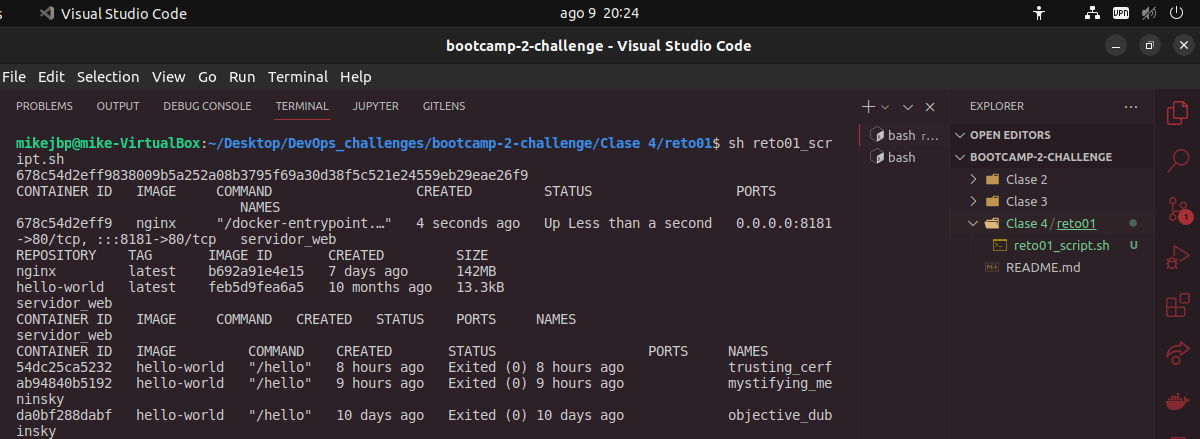 s Visual Studio Code ago 9 20:24 VPN
bootcamp-2-challenge - Visual Studio Code
File Edit Selection View Go Run Terminal Help
PROBLEMS OUTPUT DEBUG CONSOLE TERMINAL JUPYTER GITLENS
mikejbp@mike-VirtualBox:~/Desktop/DevOps_challenges/bootcamp-2-challenge/Clase 4/reto01$ sh reto01_scr
ipt.sh
678c54d2eff9838009b5a252a08b3795f69a30d38f5c521e24559eb29eae26f9
CONTAINER ID IMAGE COMMAND CREATED STATUS PORTS
NAMES
678c54d2eff9 nginx "/docker-entrypoint.…" 4 seconds ago Up Less than a second 0.0.0.0:8181
->80/tcp, :::8181->80/tcp servidor_web
REPOSITORY TAG IMAGE ID CREATED SIZE
nginx latest b692a91e4e15 7 days ago 142MB
hello-world latest feb5d9fea6a5 10 months ago 13.3kB
servidor_web
CONTAINER ID IMAGE COMMAND CREATED STATUS PORTS NAMES
servidor_web
CONTAINER ID IMAGE COMMAND CREATED STATUS PORTS NAMES
54dc25ca5232 hello-world "/hello" 8 hours ago Exited (0) 8 hours ago trusting_cerf
ab94840b5192 hello-world "/hello" 9 hours ago Exited (0) 9 hours ago mystifying_me
ninsky
da0bf288dabf hello-world "/hello" 10 days ago Exited (0) 10 days ago objective_dub
insky
bash r...
bash
EXPLORER
OPEN EDITORS
BOOTCAMP-2-CHALLENGE
Clase 2
Clase 3
Clase 4/reto01
reto01_script.sh U
README.md
1